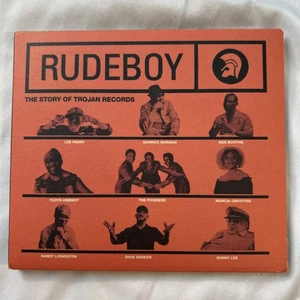 RUDEBOY
THE STORY OF TROJAN RECORDS
LEE PERRY
DERRICK MORGAN
KEN BOOTHE
TOOTS HIBBERT
THE PIONEERS
MARCIA GRIFFITHS
DANDY LIVINGSTON
DAVE BARKER
BUNNY LEE